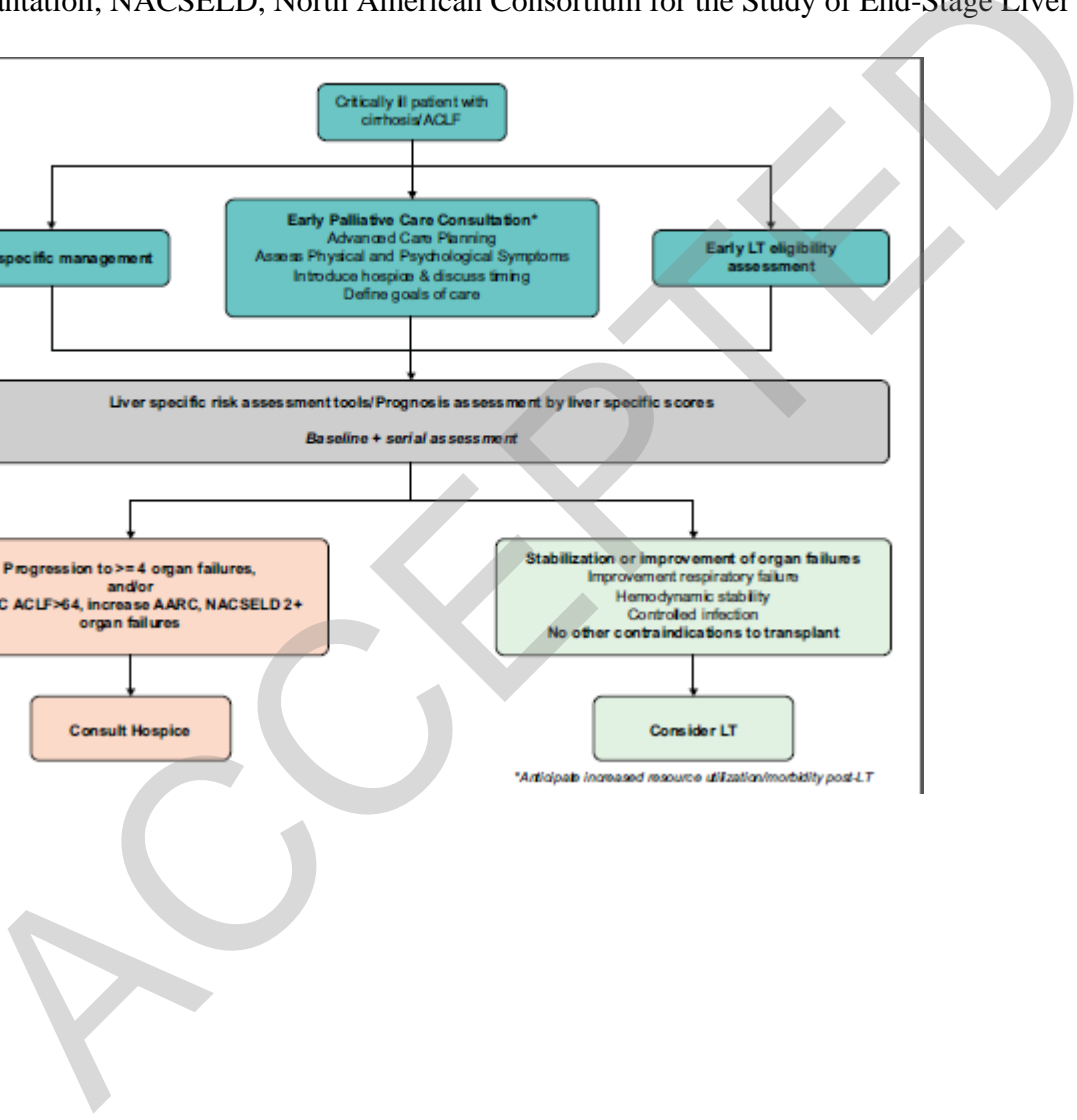 ntation, NACSELD, North American Consortium for the Study of End-Stage Liver
Critically ill patient with
cirrhosis/ACLF
specific management
Early Palliative Care Consultation*
Advanced Care Planning
Assess Physical and Psychological Symptoms
Introduce hospice & discuss timing
Define goals of care
Early LT eligibility
assessment
Liver specific risk assessment tools/Prognosis assessment by liver specific scores
Baseline + serial assessment
Progression to >= 4 organ failures,
and/or
C ACLF>64, increase AARC, NACSELD 2+
organ failures
Stabilization or improvement of organ failures
Improvement respiratory failure
Hemodynamic stability
Controlled infection
No other contraindications to transplant
Consult Hospice
Consider LT
*Anticipate increased resource utilization/morbidity post-LT
ACCEPTED